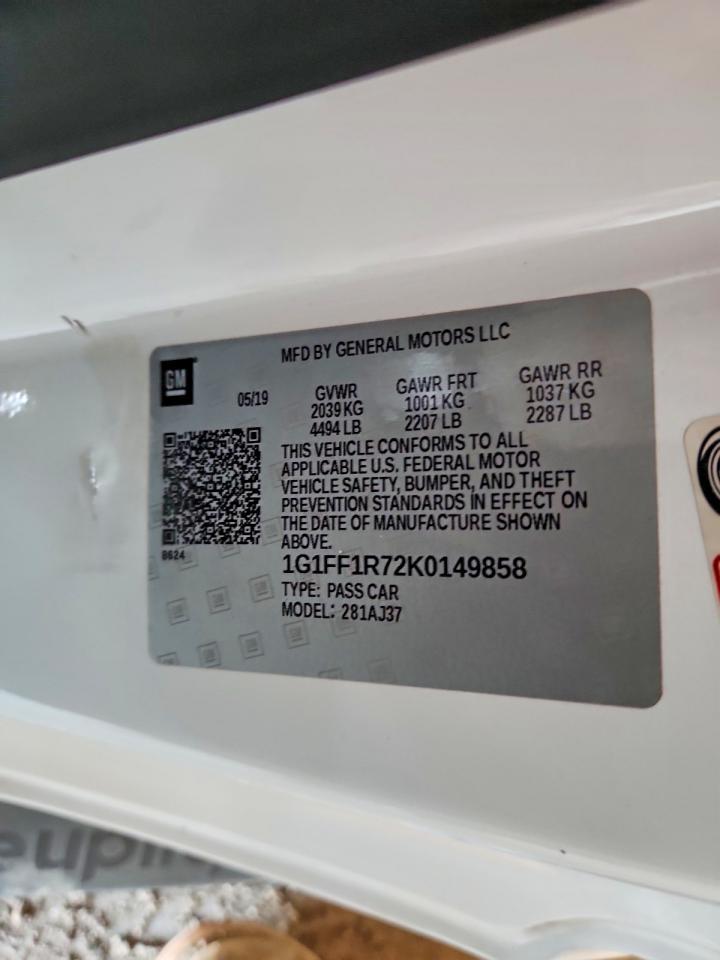 MFD BY GENERAL MOTORS LLC
GM
05/19
GVWR
2039 KG
4494 LB
GAWR FRT
1001 KG
2207 LB
GAWR RR
1037 KG
2287 LB
THIS VEHICLE CONFORMS TO ALL
APPLICABLE U.S. FEDERAL MOTOR
VEHICLE SAFETY, BUMPER, AND THEFT
PREVENTION STANDARDS IN EFFECT ON
THE DATE OF MANUFACTURE SHOWN
ABOVE.
8624
1G1FF1R72K0149858
TYPE: PASS CAR
MODEL: 281AJ37